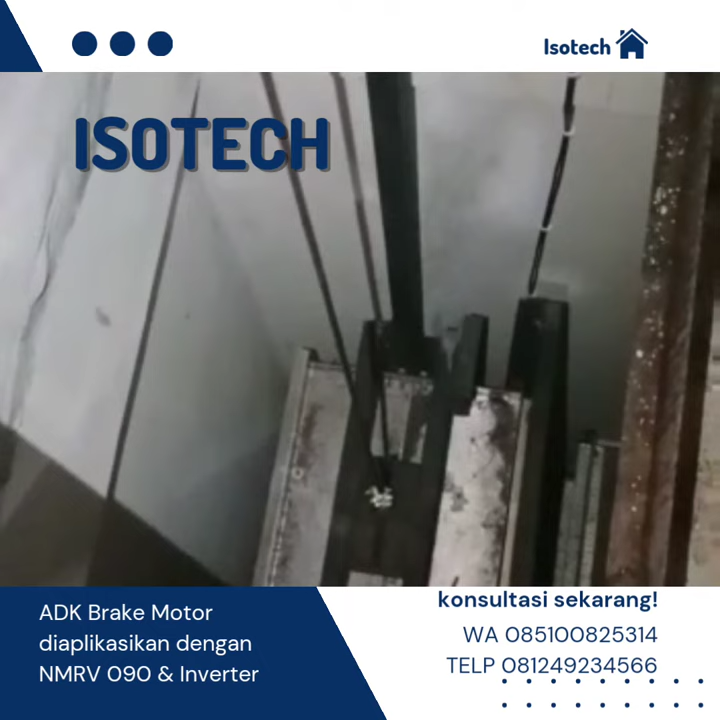 Isotech
ISOTECH
ADK Brake Motor
diaplikasikan dengan
NMRV 090 & Inverter
konsultasi sekarang!
WA 085100825314
TELP 081249234566